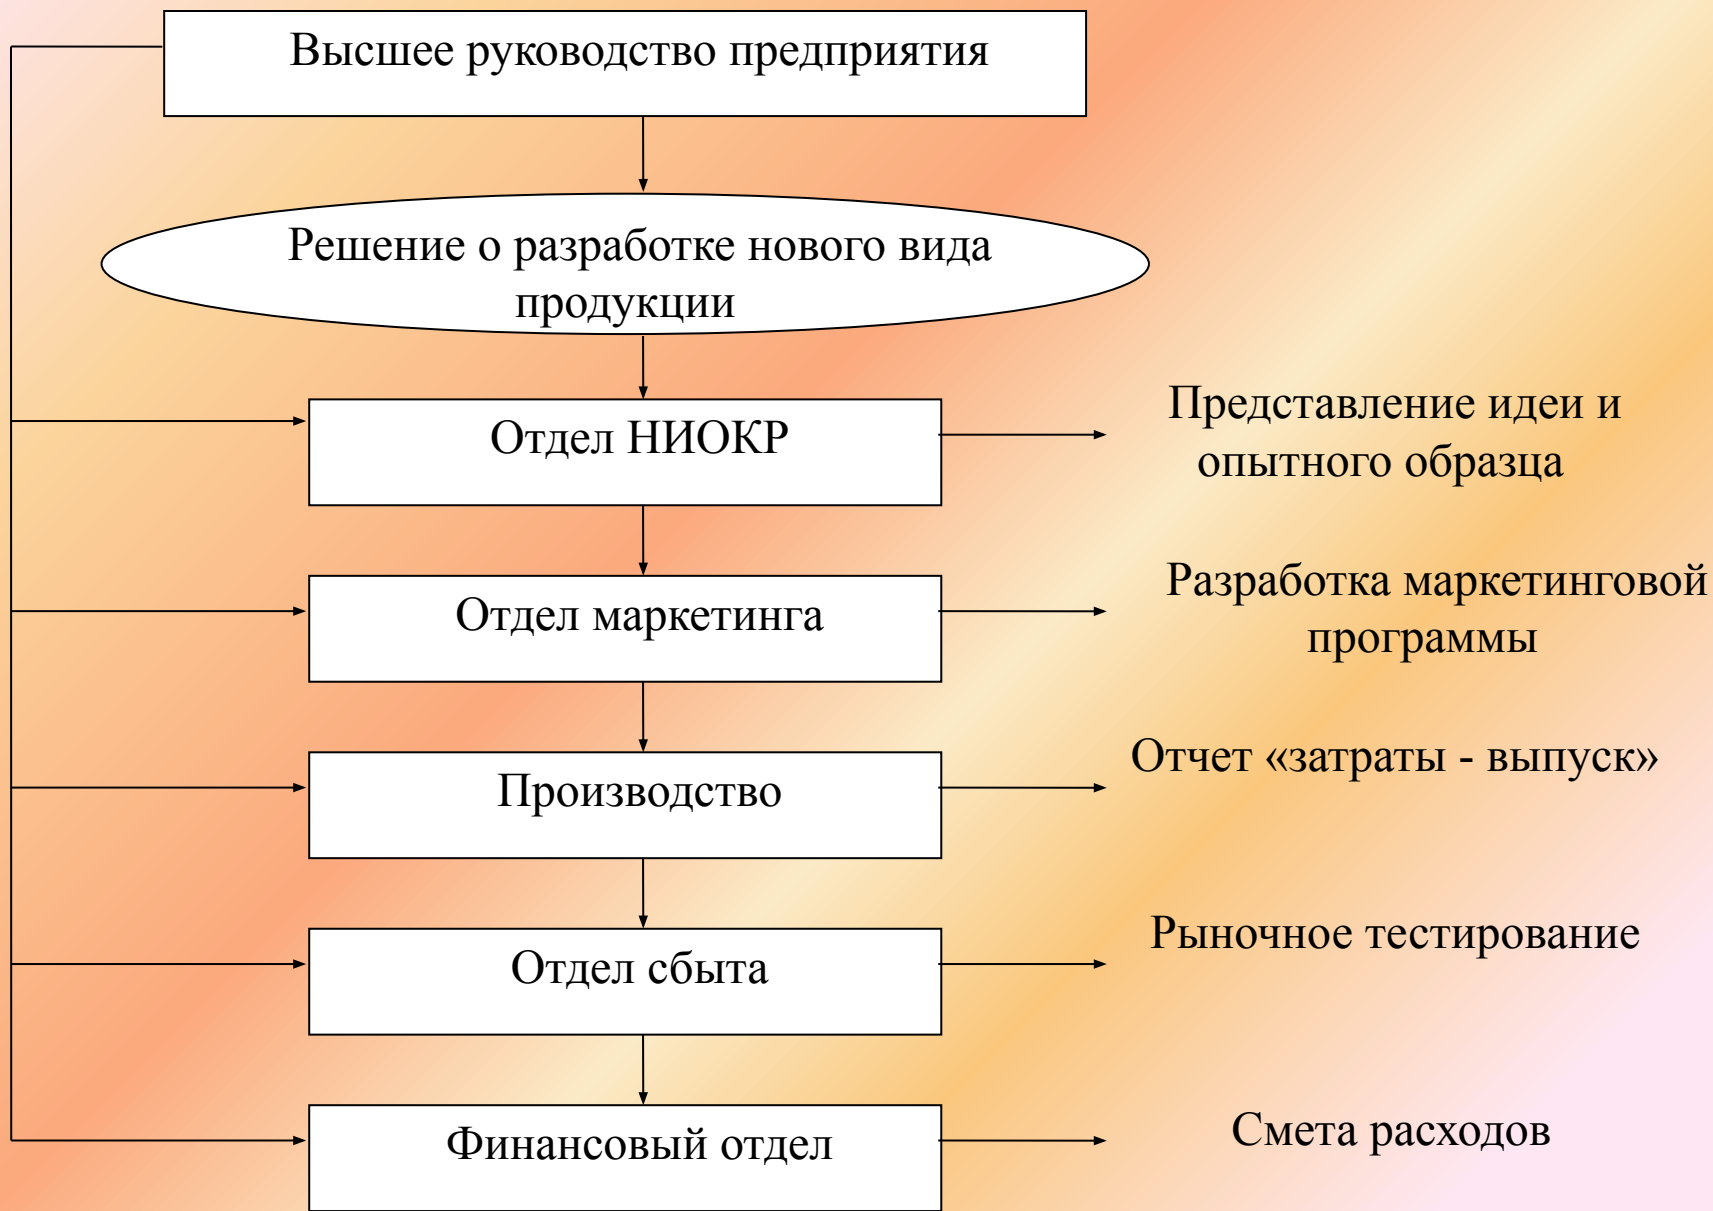 Высшее руководство предприятия
Решение о разработке нового вида
продукции
Отдел НИОКР
Представление идеи и
опытного образца
Отдел маркетинга
Разработка маркетинговой
программы
Производство
Отчет «затраты - выпуск»
Отдел сбыта
Рыночное тестирование
Финансовый отдел
Смета расходов